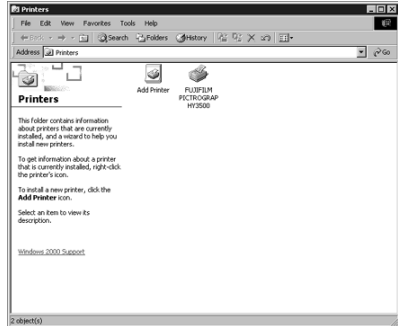 Printers
File Edit View Favorites Tools Help
Back Search Folders History
Address Printers Go
Printers
This folder contains information
about printers that are currently
installed, and a wizard to help you
install new printers.
To get information about a printer
that is currently installed, right-click
the printer's icon.
To install a new printer, click the
Add Printer icon.
Select an item to view its
description.
Windows 2000 Support
Add Printer
FUJIFILM
PICTROGRAP
HY3500
2 object(s)